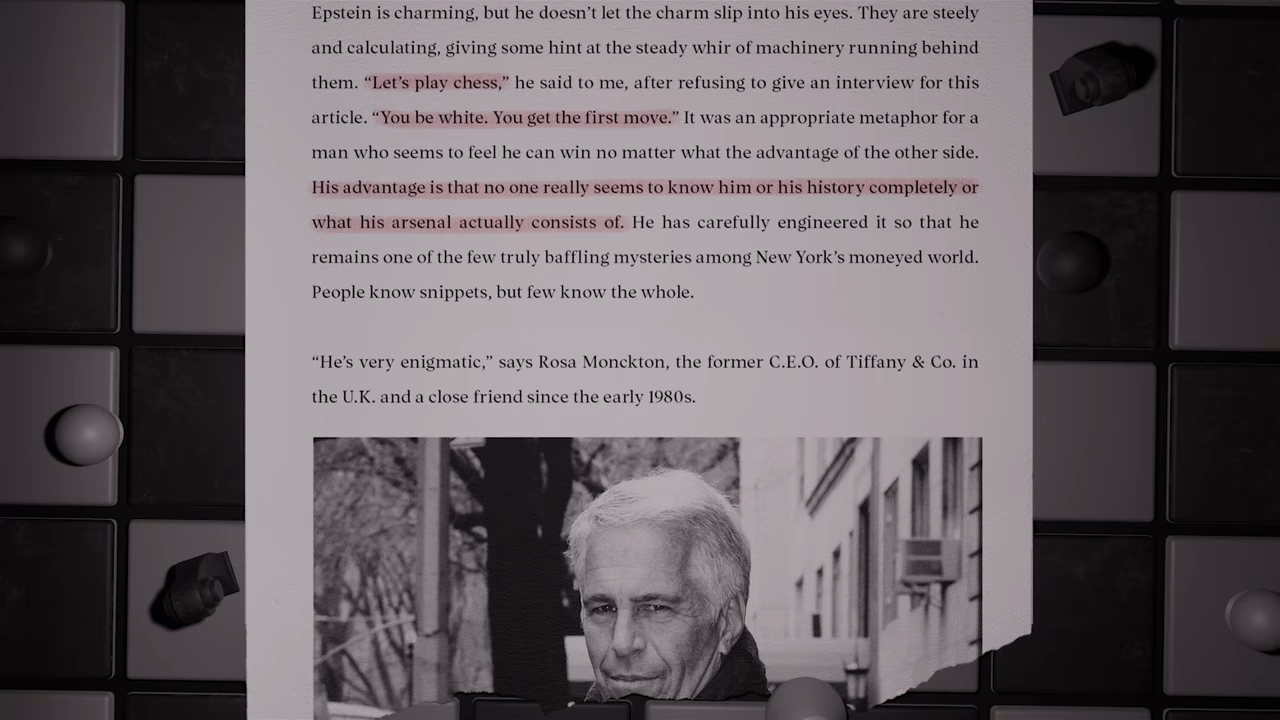 Epstein is charming, but he doesn’t let the charm slip into his eyes. They are steely
and calculating, giving some hint at the steady whir of machinery running behind
them. “Let’s play chess,” he said to me, after refusing to give an interview for this
article. “You be white. You get the first move.” It was an appropriate metaphor for a
man who seems to feel he can win no matter what the advantage of the other side.
His advantage is that no one really seems to know him or his history completely or
what his arsenal actually consists of. He has carefully engineered it so that he
remains one of the few truly baffling mysteries among New York’s moneyed world.
People know snippets, but few know the whole.
“He’s very enigmatic,” says Rosa Monckton, the former C.E.O. of Tiffany & Co. in
the U.K. and a close friend since the early 1980s.